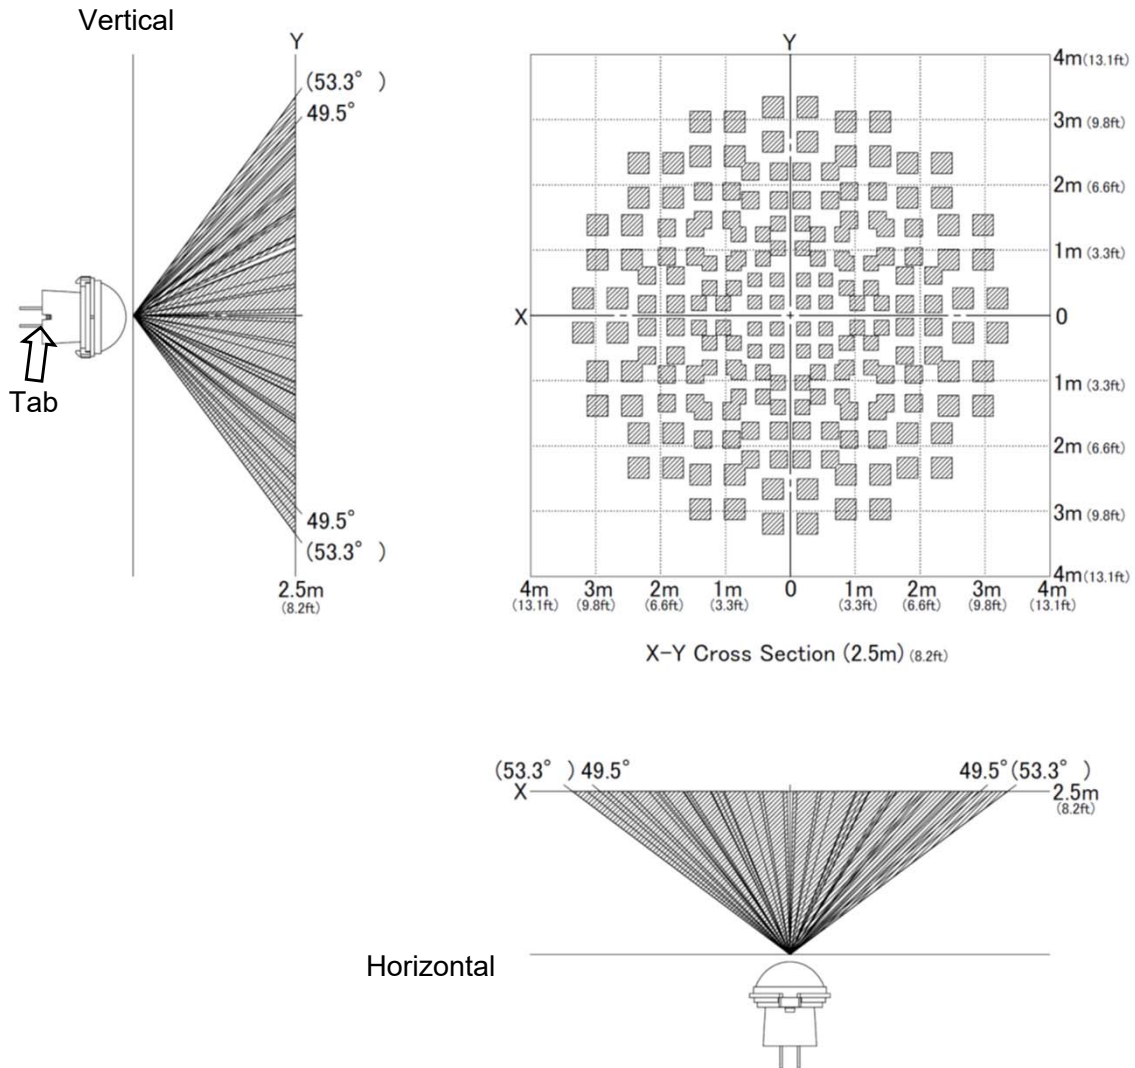 Vertical
Y
(53.3° )
49.5°
Tab
49.5°
(53.3° )
2.5m
(8.2ft)
Y
4m(13.1ft)
3m (9.8ft)
2m (6.6ft)
1m (3.3ft)
X
0
1m (3.3ft)
2m (6.6ft)
3m (9.8ft)
4m(13.1ft)
4m 3m 2m 1m 0 1m 2m 3m 4m
(13.1ft) (9.8ft) (6.6ft) (3.3ft) (3.3ft) (6.6ft) (9.8ft) (13.1ft)
X-Y Cross Section (2.5m) (8.2ft)
(53.3° ) 49.5° 49.5° (53.3° )
X 2.5m
(8.2ft)
Horizontal